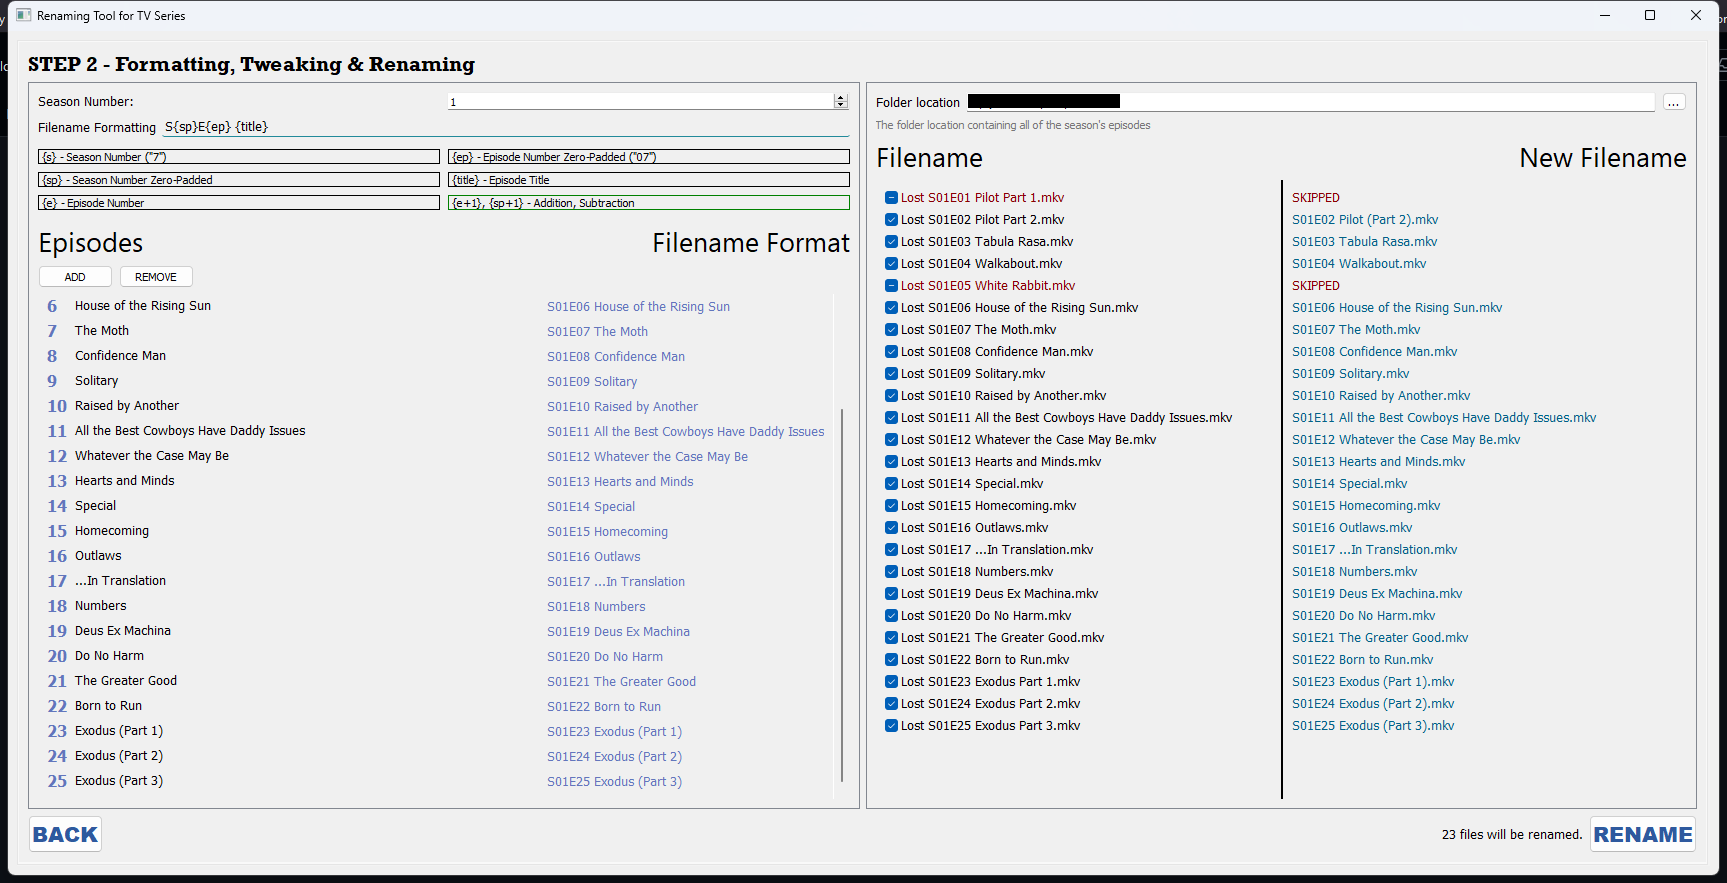 Renaming Tool for TV Series
STEP 2 - Formatting, Tweaking & Renaming
Season Number:
1
Filename Formatting
S{sp}E{ep} {title}
{s} - Season Number ("7")
{ep} - Episode Number Zero-Padded ("07")
{sp} - Season Number Zero-Padded
{title} - Episode Title
{e} - Episode Number
{e+1}, {sp+1} - Addition, Subtraction
Episodes
Filename Format
ADD
REMOVE
6 House of the Rising Sun S01E06 House of the Rising Sun
7 The Moth S01E07 The Moth
8 Confidence Man S01E08 Confidence Man
9 Solitary S01E09 Solitary
10 Raised by Another S01E10 Raised by Another
11 All the Best Cowboys Have Daddy Issues S01E11 All the Best Cowboys Have Daddy Issues
12 Whatever the Case May Be S01E12 Whatever the Case May Be
13 Hearts and Minds S01E13 Hearts and Minds
14 Special S01E14 Special
15 Homecoming S01E15 Homecoming
16 Outlaws S01E16 Outlaws
17 ...In Translation S01E17 ...In Translation
18 Numbers S01E18 Numbers
19 Deus Ex Machina S01E19 Deus Ex Machina
20 Do No Harm S01E20 Do No Harm
21 The Greater Good S01E21 The Greater Good
22 Born to Run S01E22 Born to Run
23 Exodus (Part 1) S01E23 Exodus (Part 1)
24 Exodus (Part 2) S01E24 Exodus (Part 2)
25 Exodus (Part 3) S01E25 Exodus (Part 3)
BACK
Folder location
...
The folder location containing all of the season's episodes
Filename
New Filename
Lost S01E01 Pilot Part 1.mkv SKIPPED
Lost S01E02 Pilot Part 2.mkv S01E02 Pilot (Part 2).mkv
Lost S01E03 Tabula Rasa.mkv S01E03 Tabula Rasa.mkv
Lost S01E04 Walkabout.mkv S01E04 Walkabout.mkv
Lost S01E05 White Rabbit.mkv SKIPPED
Lost S01E06 House of the Rising Sun.mkv S01E06 House of the Rising Sun.mkv
Lost S01E07 The Moth.mkv S01E07 The Moth.mkv
Lost S01E08 Confidence Man.mkv S01E08 Confidence Man.mkv
Lost S01E09 Solitary.mkv S01E09 Solitary.mkv
Lost S01E10 Raised by Another.mkv S01E10 Raised by Another.mkv
Lost S01E11 All the Best Cowboys Have Daddy Issues.mkv S01E11 All the Best Cowboys Have Daddy Issues.mkv
Lost S01E12 Whatever the Case May Be.mkv S01E12 Whatever the Case May Be.mkv
Lost S01E13 Hearts and Minds.mkv S01E13 Hearts and Minds.mkv
Lost S01E14 Special.mkv S01E14 Special.mkv
Lost S01E15 Homecoming.mkv S01E15 Homecoming.mkv
Lost S01E16 Outlaws.mkv S01E16 Outlaws.mkv
Lost S01E17 ...In Translation.mkv S01E17 ...In Translation.mkv
Lost S01E18 Numbers.mkv S01E18 Numbers.mkv
Lost S01E19 Deus Ex Machina.mkv S01E19 Deus Ex Machina.mkv
Lost S01E20 Do No Harm.mkv S01E20 Do No Harm.mkv
Lost S01E21 The Greater Good.mkv S01E21 The Greater Good.mkv
Lost S01E22 Born to Run.mkv S01E22 Born to Run.mkv
Lost S01E23 Exodus Part 1.mkv S01E23 Exodus (Part 1).mkv
Lost S01E24 Exodus Part 2.mkv S01E24 Exodus (Part 2).mkv
Lost S01E25 Exodus Part 3.mkv S01E25 Exodus (Part 3).mkv
23 files will be renamed.
RENAME